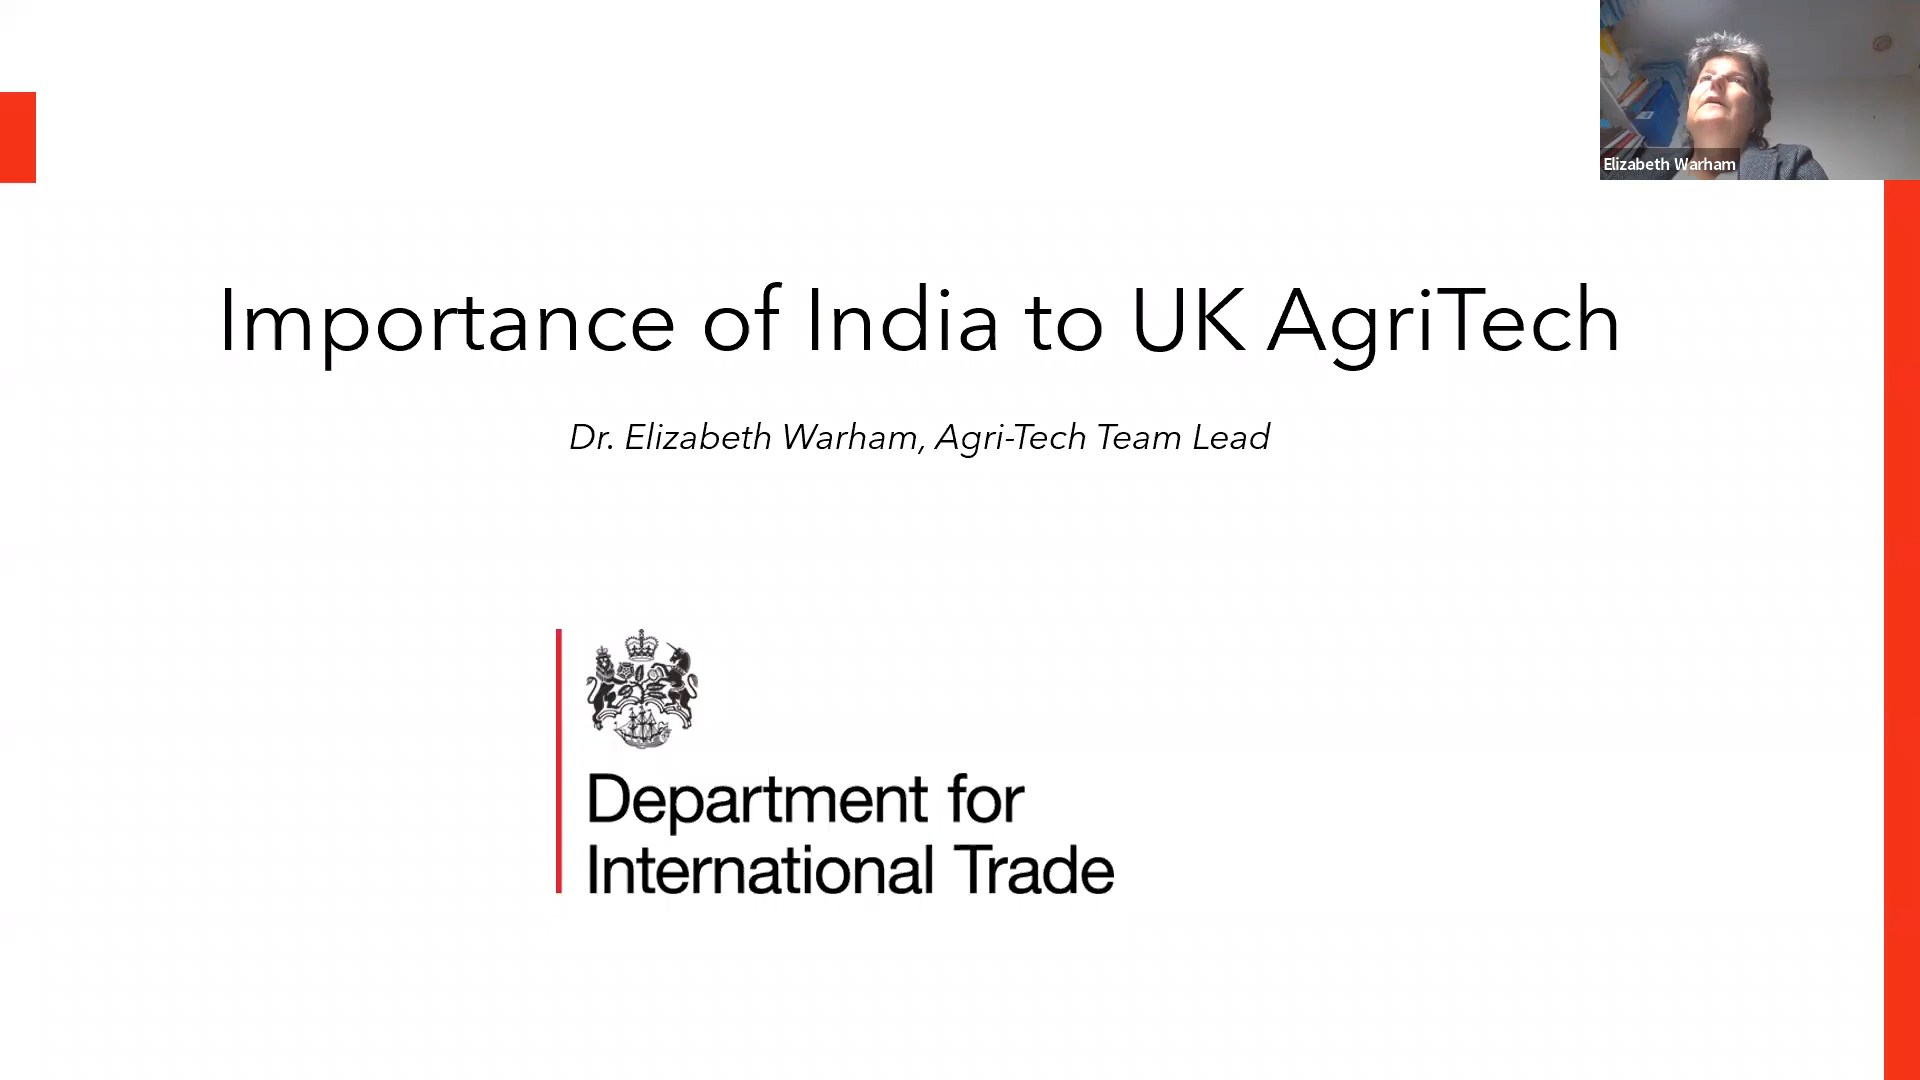 Elizabeth Warham
Importance of India to UK AgriTech
Dr. Elizabeth Warham, Agri-Tech Team Lead
Department for
International Trade